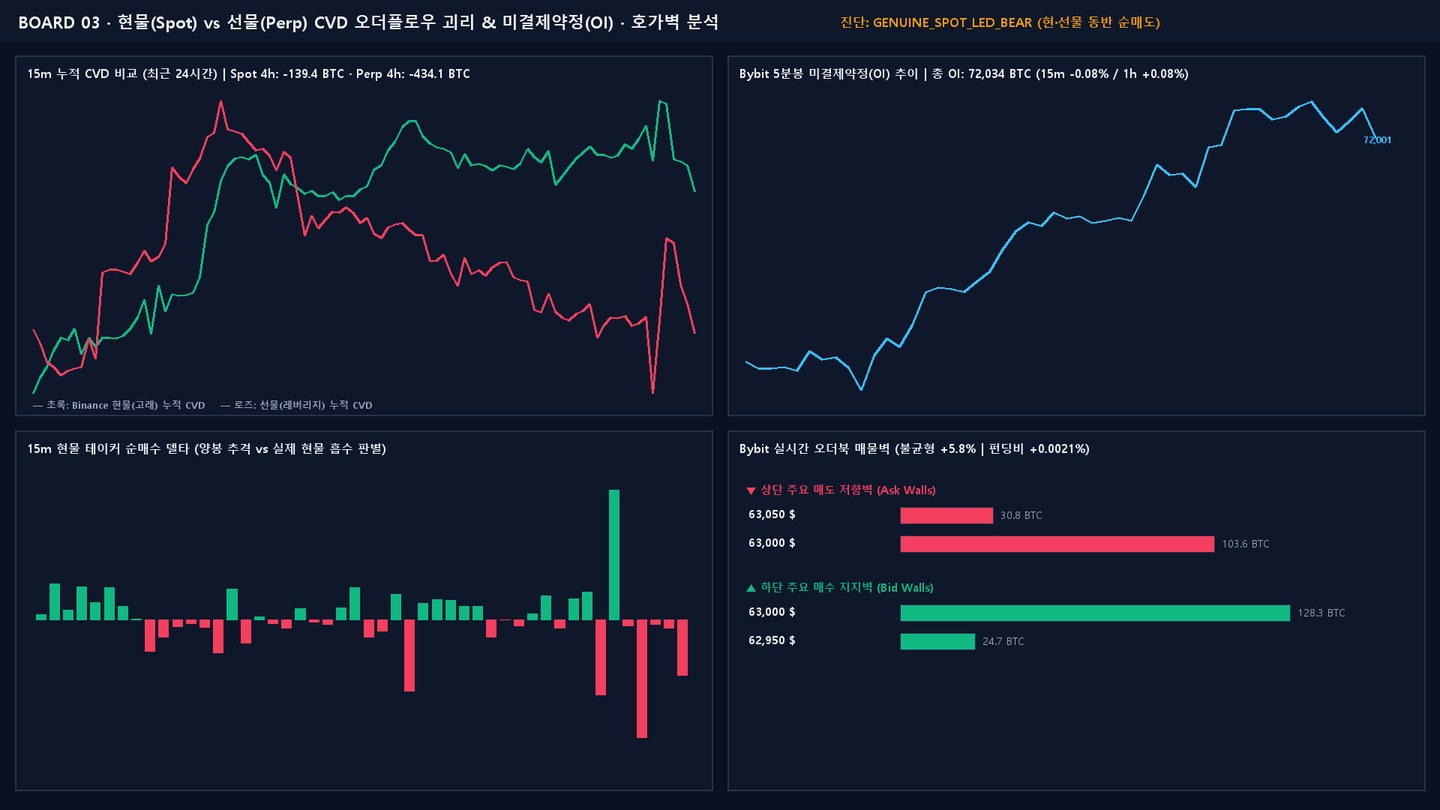 BOARD 03 · 현물(Spot) vs 선물(Perp) CVD 오더플로우 괴리 & 미결제약정(OI) · 호가벽 분석
진단: GENUINE_SPOT_LED_BEAR (현·선물 동반 순매도)
15m 누적 CVD 비교 (최근 24시간) | Spot 4h: -139.4 BTC · Perp 4h: -434.1 BTC
— 초록: Binance 현물(고래) 누적 CVD — 로즈: 선물(레버리지) 누적 CVD
Bybit 5분봉 미결제약정(OI) 추이 | 총 OI: 72,034 BTC (15m -0.08% / 1h +0.08%)
72,001
15m 현물 테이커 순매수 델타 (양봉 추격 vs 실제 현물 흡수 판별)
Bybit 실시간 오더북 매물벽 (불균형 +5.8% | 펀딩비 +0.0021%)
▼ 상단 주요 매도 저항벽 (Ask Walls)
63,050 $ 30.8 BTC
63,000 $ 103.6 BTC
▲ 하단 주요 매수 지지벽 (Bid Walls)
63,000 $ 128.3 BTC
62,950 $ 24.7 BTC